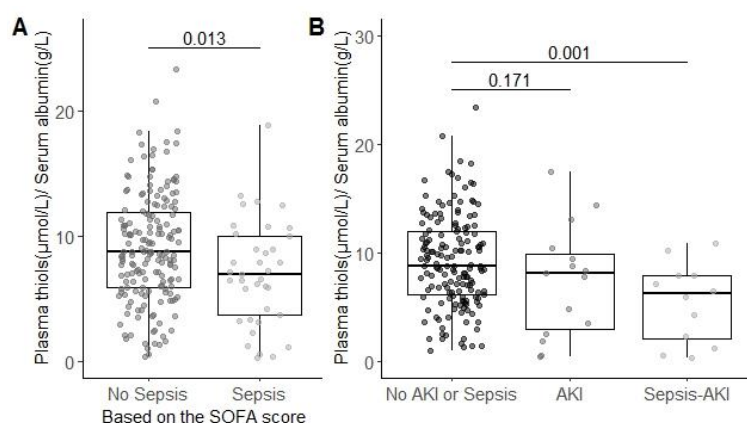 A
Plasma thiols(µmol/L)/ Serum albumin(g/L)
20
10
0
0.013
No Sepsis Sepsis
Based on the SOFA score
B
Plasma thiols(µmol/L)/ Serum albumin(g/L)
30
20
10
0
0.001
0.171
No AKI or Sepsis AKI Sepsis-AKI